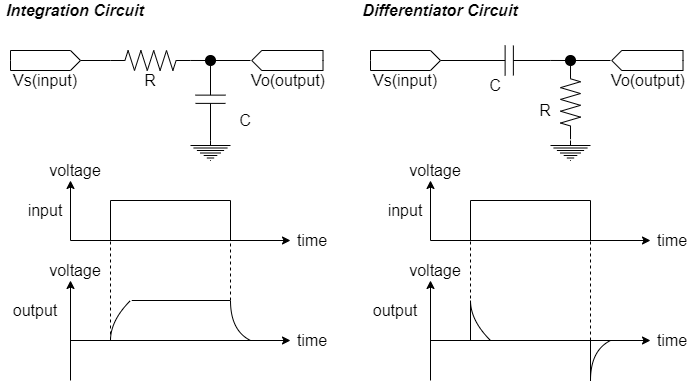 Integration Circuit
Vs(input)
R
Vo(output)
C
voltage
input
time
voltage
output
time
Differentiator Circuit
Vs(input)
C
Vo(output)
R
voltage
input
time
voltage
output
time